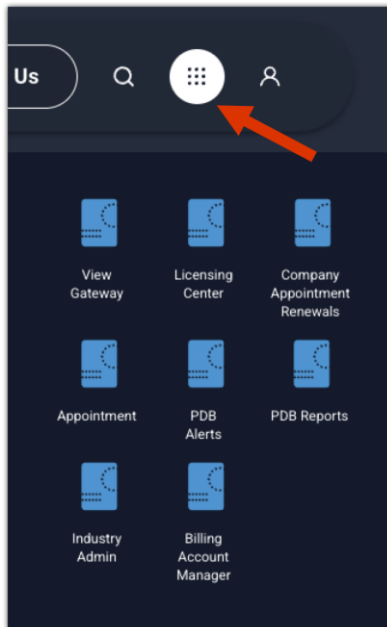 Us
View
Gateway
Licensing
Center
Company
Appointment
Renewals
Appointment
PDB
Alerts
PDB Reports
Industry
Admin
Billing
Account
Manager